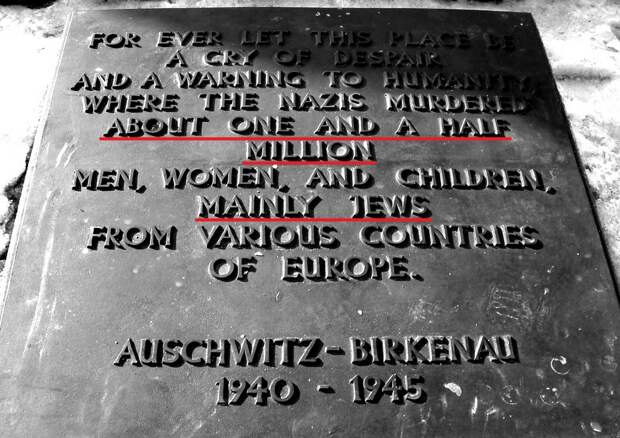 FOR EVER LET THIS PLACE BE
A CRY OF DESPAIR
AND A WARNING TO HUMANITY,
WHERE THE NAZIS MURDERED
ABOUT ONE AND A HALF
MILLION
MEN, WOMEN, AND CHILDREN,
MAINLY JEWS
FROM VARIOUS COUNTRIES
OF EUROPE.
AUSCHWITZ-BIRKENAU
1940 - 1945